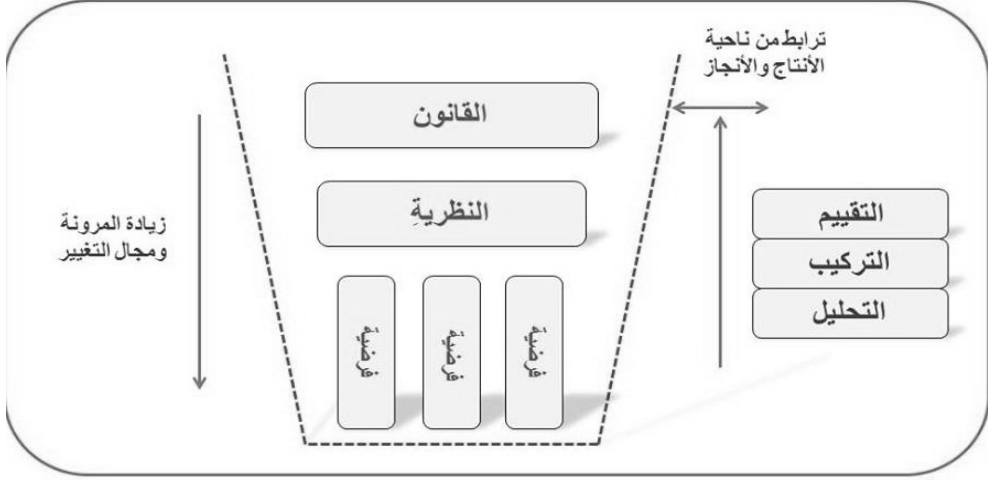 ترابط من ناحية
الأنتاج والأنجاز
القانون
النظريةِ
التقييم
التركيب
التحليل
زيادة المرونة
ومجال التغيير
فرضية
فرضية
فرضية